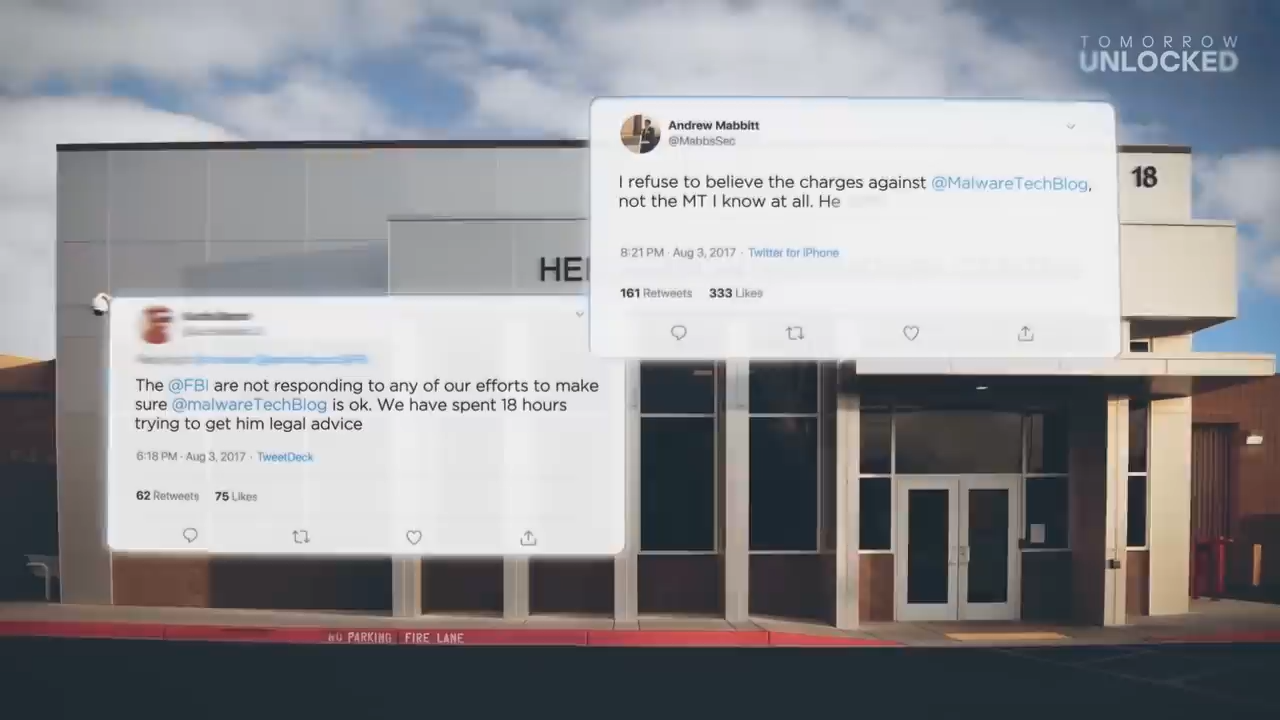 TOMORROW
UNLOCKED
Andrew Mabbitt
@MabbsSec
I refuse to believe the charges against @MalwareTechBlog,
not the MT I know at all. He
8:21 PM · Aug 3, 2017 · Twitter for iPhone
161 Retweets 333 Likes
18
HE
The @FBI are not responding to any of our efforts to make
sure @malwareTechBlog is ok. We have spent 18 hours
trying to get him legal advice
6:18 PM · Aug 3, 2017 · TweetDeck
62 Retweets 75 Likes
NO PARKING FIRE LANE